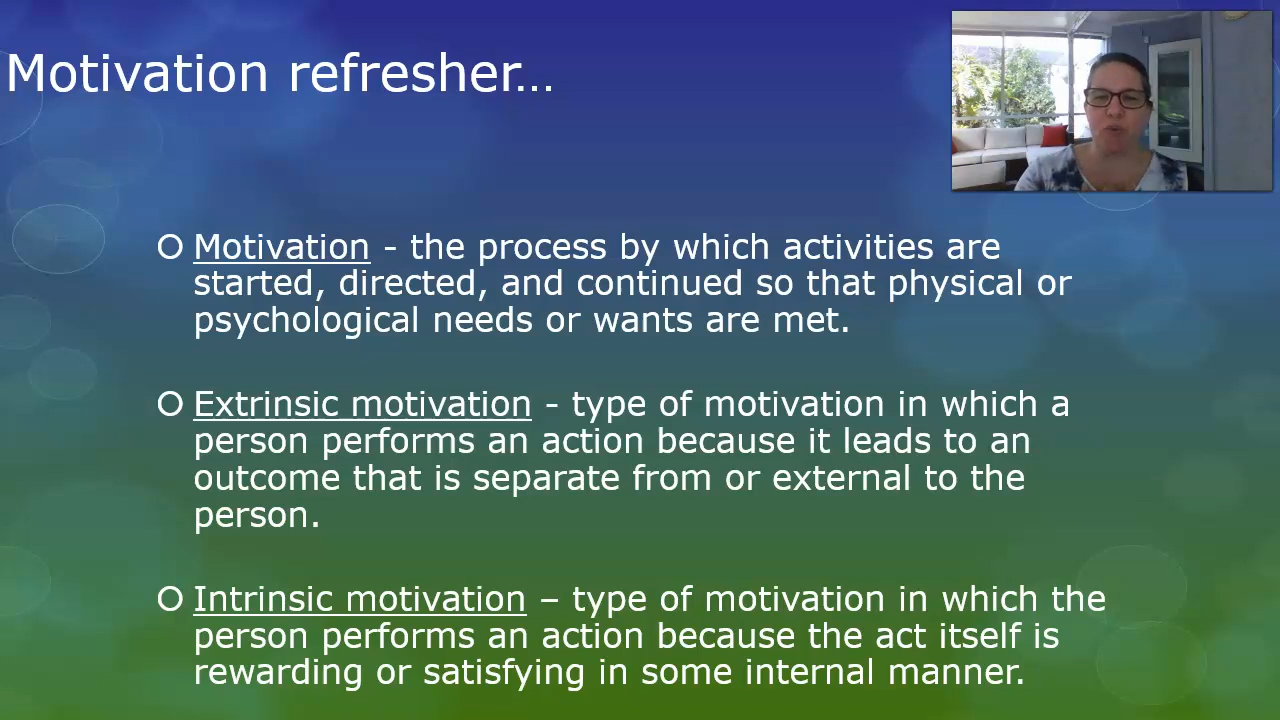 Motivation refresher…
Motivation - the process by which activities are
started, directed, and continued so that physical or
psychological needs or wants are met.
Extrinsic motivation - type of motivation in which a
person performs an action because it leads to an
outcome that is separate from or external to the
person.
Intrinsic motivation – type of motivation in which the
person performs an action because the act itself is
rewarding or satisfying in some internal manner.